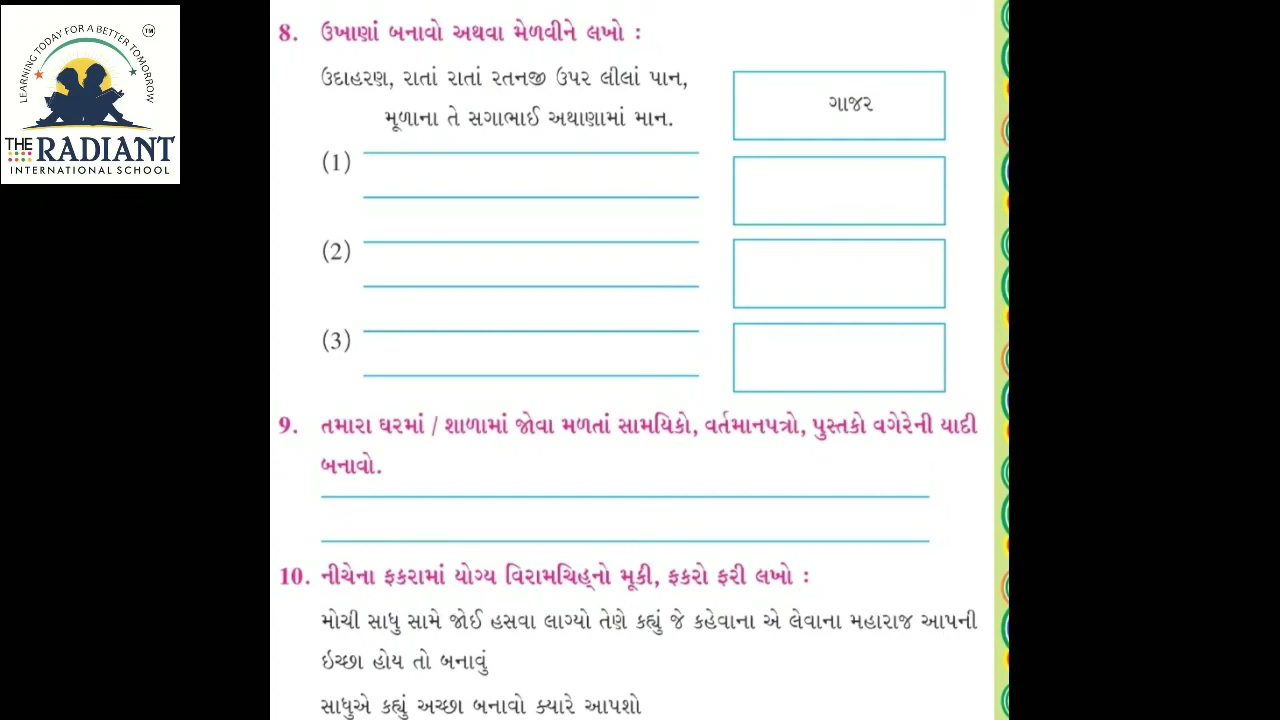 LEARNING TODAY FOR A BETTER TOMORROW
TM
THE RADIANT
INTERNATIONAL SCHOOL
8. ઉખાણાં બનાવો અથવા મેળવીને લખો :
ઉદાહરણ, રાતાં રાતાં રતનજી ઉપર લીલાં પાન,
મૂળાના તે સગાભાઈ અથાણામાં માન.
ગાજર
(1)
(2)
(3)
9. તમારા ઘરમાં / શાળામાં જોવા મળતાં સામયિકો, વર્તમાનપત્રો, પુસ્તકો વગેરેની યાદી
બનાવો.
10. નીચેના ફકરામાં યોગ્ય વિરામચિહ્નો મૂકી, ફકરો ફરી લખો :
મોચી સાધુ સામે જોઈ હસવા લાગ્યો તેણે કહ્યું જે કહેવાના એ લેવાના મહારાજ આપની
ઇચ્છા હોય તો બનાવું
સાધુએ કહ્યું અચ્છા બનાવો ક્યારે આપશો